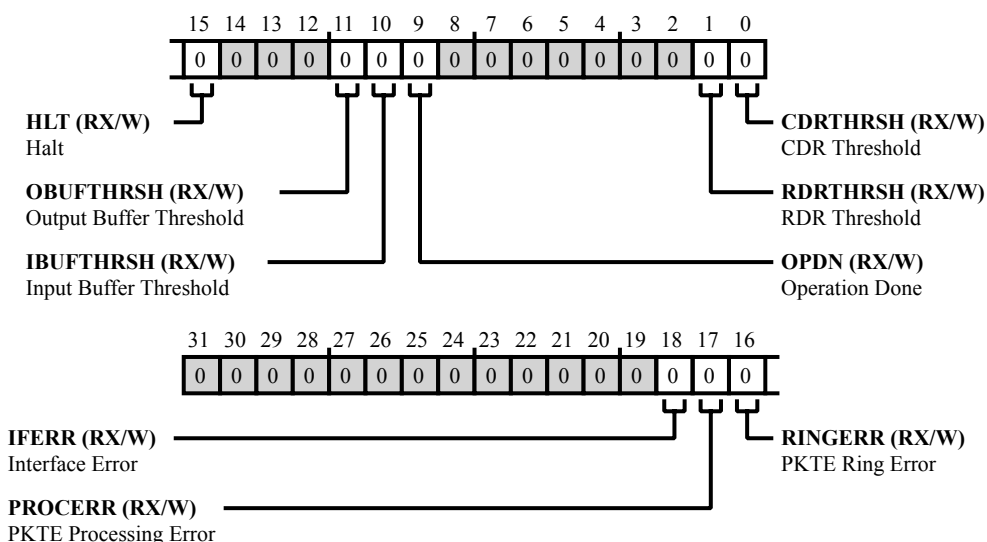 15 14 13 12 11 10 9 8 7 6 5 4 3 2 1 0
0 0 0 0 0 0 0 0 0 0 0 0 0 0 0 0
HLT (RX/W)
Halt
OBUFTHRSH (RX/W)
Output Buffer Threshold
IBUFTHRSH (RX/W)
Input Buffer Threshold
CDRTHRSH (RX/W)
CDR Threshold
RDRTHRSH (RX/W)
RDR Threshold
OPDN (RX/W)
Operation Done
31 30 29 28 27 26 25 24 23 22 21 20 19 18 17 16
0 0 0 0 0 0 0 0 0 0 0 0 0 0 0 0
IFERR (RX/W)
Interface Error
PROCERR (RX/W)
PKTE Processing Error
RINGERR (RX/W)
PKTE Ring Error